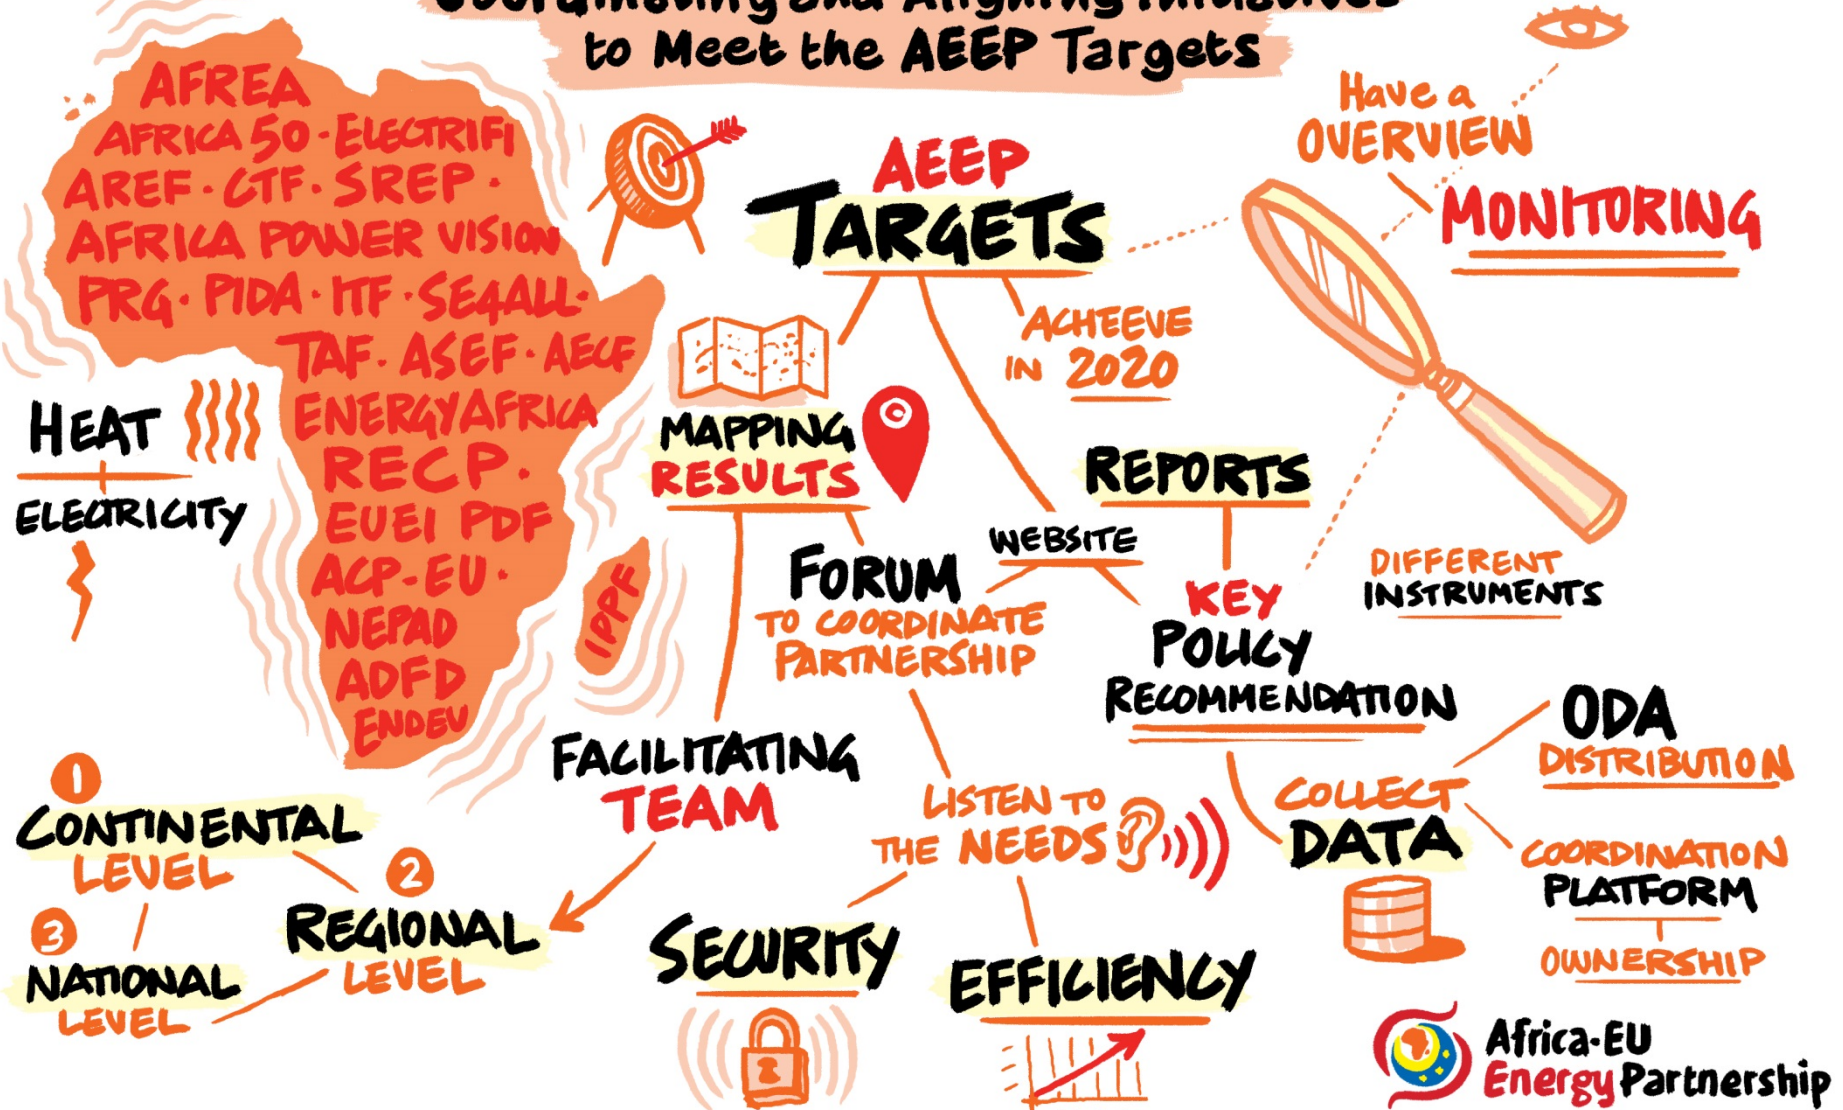 Coordinating and Aligning Initiatives
to Meet the AEEP Targets
AFREA
AFRICA 50 · ELECTRIFI
AREF · CTF · SREP ·
AFRICA POWER VISION
PRG · PIDA · ITF · SE4ALL ·
TAF · ASEF · AECF
ENERGYAFRICA
RECP ·
EUEI PDF
ACP-EU ·
NEPAD
ADFD
ENDEV
IPPF
HEAT
ELECTRICITY
1
CONTINENTAL
LEVEL
2
REGIONAL
LEVEL
3
NATIONAL
LEVEL
AEEP
TARGETS
ACHEEVE
IN 2020
MAPPING
RESULTS
FACILITATING
TEAM
FORUM
TO COORDINATE
PARTNERSHIP
WEBSITE
LISTEN TO
THE NEEDS
SECURITY
EFFICIENCY
Have a
OVERVIEW
MONITORING
REPORTS
KEY
POLICY
RECOMMENDATION
DIFFERENT
INSTRUMENTS
COLLECT
DATA
ODA
DISTRIBUTION
COORDINATION
PLATFORM
OWNERSHIP
Africa-EU
Energy Partnership